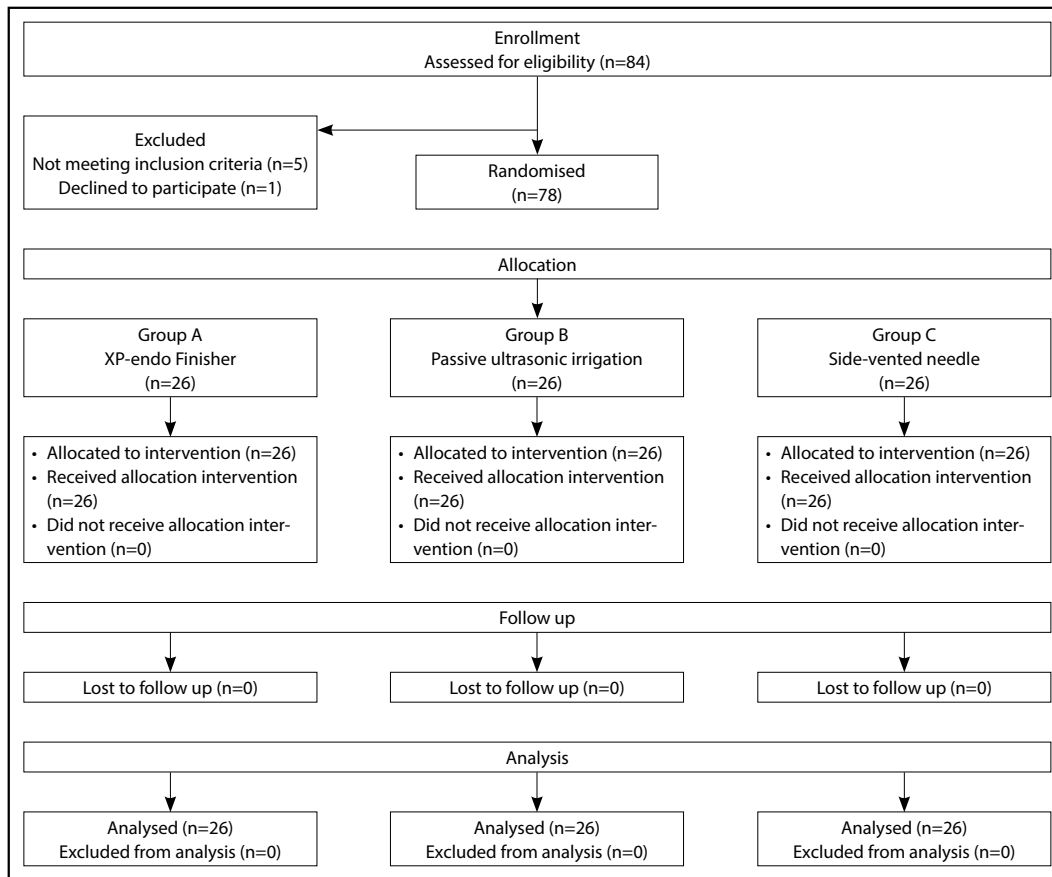 Enrollment
Assessed for eligibility (n=84)
Excluded
Not meeting inclusion criteria (n=5)
Declined to participate (n=1)
Randomised
(n=78)
Allocation
Group A
XP-endo Finisher
(n=26)
Group B
Passive ultrasonic irrigation
(n=26)
Group C
Side-vented needle
(n=26)
• Allocated to intervention (n=26)
• Received allocation intervention
(n=26)
• Did not receive allocation inter-
vention (n=0)
• Allocated to intervention (n=26)
• Received allocation intervention
(n=26)
• Did not receive allocation inter-
vention (n=0)
• Allocated to intervention (n=26)
• Received allocation intervention
(n=26)
• Did not receive allocation inter-
vention (n=0)
Follow up
Lost to follow up (n=0)
Lost to follow up (n=0)
Lost to follow up (n=0)
Analysis
Analysed (n=26)
Excluded from analysis (n=0)
Analysed (n=26)
Excluded from analysis (n=0)
Analysed (n=26)
Excluded from analysis (n=0)